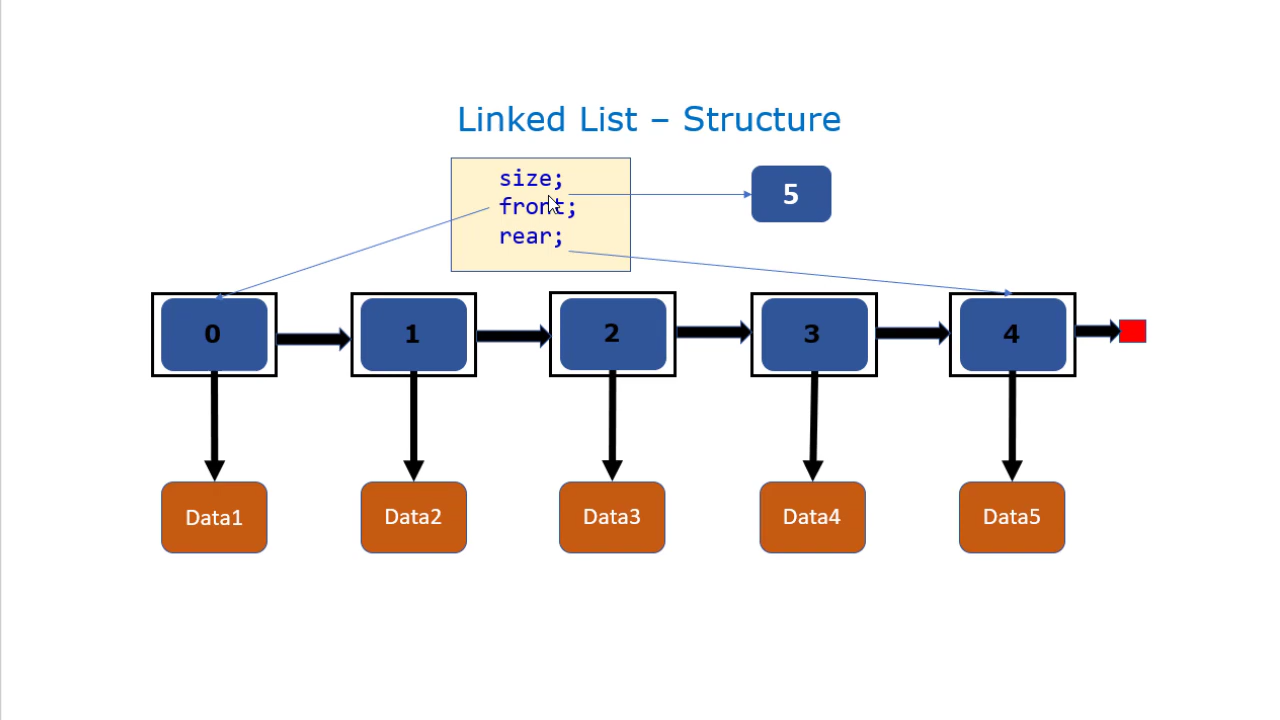 Linked List – Structure
size;
5
front;
rear;
0
1
2
3
4
Data1
Data2
Data3
Data4
Data5